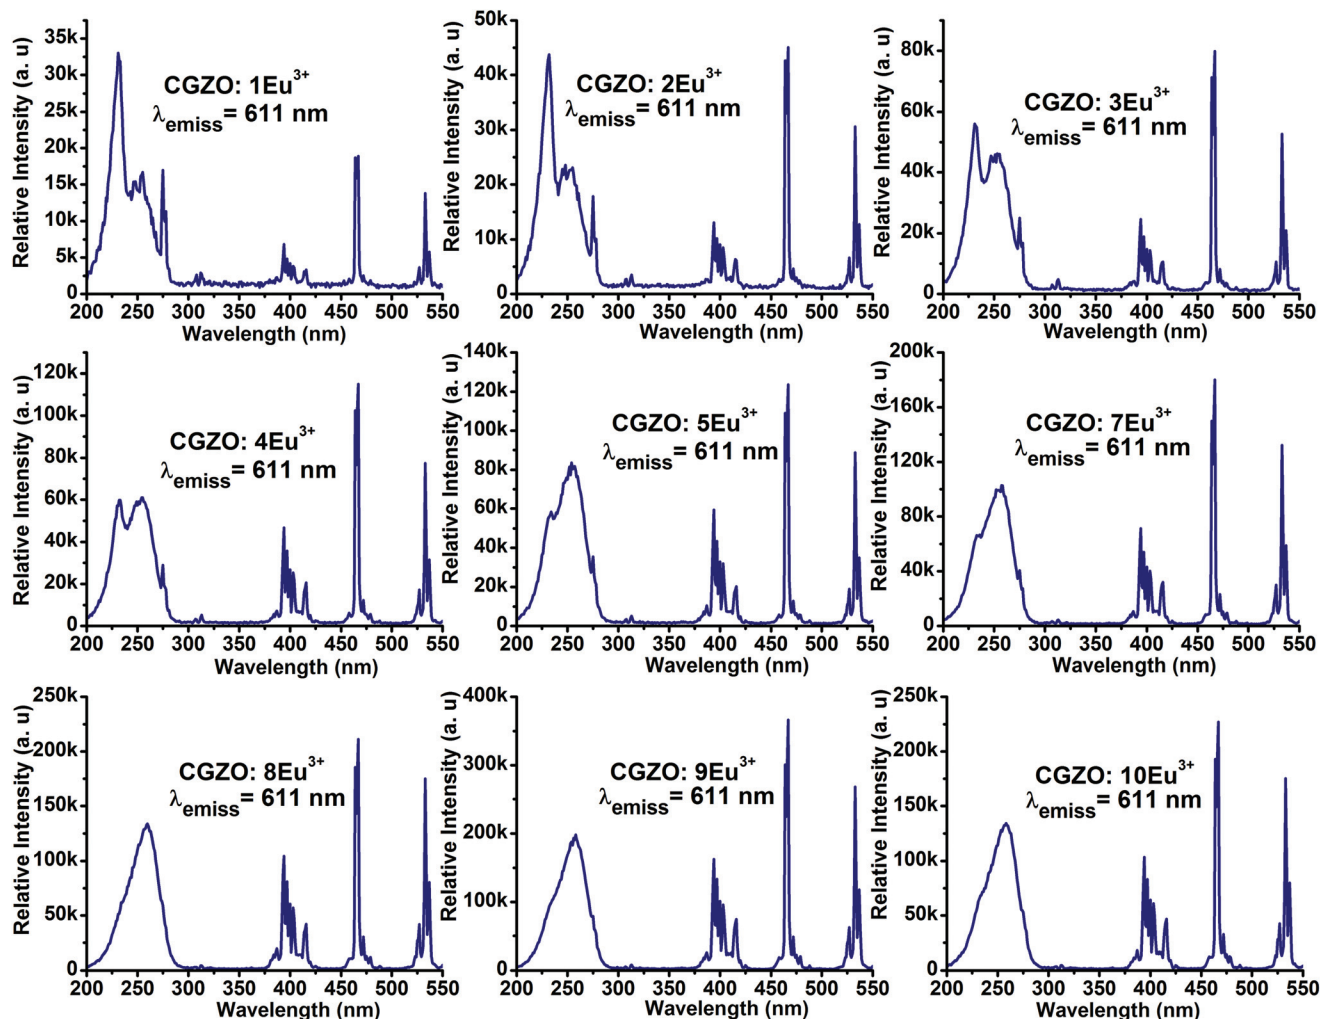 Relative Intensity (a. u)
35k
30k
25k
20k
15k
10k
5k
0
CGZO: 1Eu³⁺
λemiss= 611 nm
200 250 300 350 400 450 500 550
Wavelength (nm)
Relative Intensity (a. u)
50k
40k
30k
20k
10k
0
CGZO: 2Eu³⁺
λemiss= 611 nm
200 250 300 350 400 450 500 550
Wavelength (nm)
Relative Intensity (a. u)
80k
60k
40k
20k
0
CGZO: 3Eu³⁺
λemiss= 611 nm
200 250 300 350 400 450 500 550
Wavelength (nm)
Relative Intensity (a. u)
120k
100k
80k
60k
40k
20k
0
CGZO: 4Eu³⁺
λemiss= 611 nm
200 250 300 350 400 450 500 550
Wavelength (nm)
Relative Intensity (a. u)
140k
120k
100k
80k
60k
40k
20k
0
CGZO: 5Eu³⁺
λemiss= 611 nm
200 250 300 350 400 450 500 550
Wavelength (nm)
Relative Intensity (a. u)
200k
160k
120k
80k
40k
0
CGZO: 7Eu³⁺
λemiss= 611 nm
200 250 300 350 400 450 500 550
Wavelength (nm)
Relative Intensity (a. u)
250k
200k
150k
100k
50k
0
CGZO: 8Eu³⁺
λemiss= 611 nm
200 250 300 350 400 450 500 550
Wavelength (nm)
Relative Intensity (a. u)
400k
300k
200k
100k
0
CGZO: 9Eu³⁺
λemiss= 611 nm
200 250 300 350 400 450 500 550
Wavelength (nm)
Relative Intensity (a. u)
250k
200k
150k
100k
50k
0
CGZO: 10Eu³⁺
λemiss= 611 nm
200 250 300 350 400 450 500 550
Wavelength (nm)